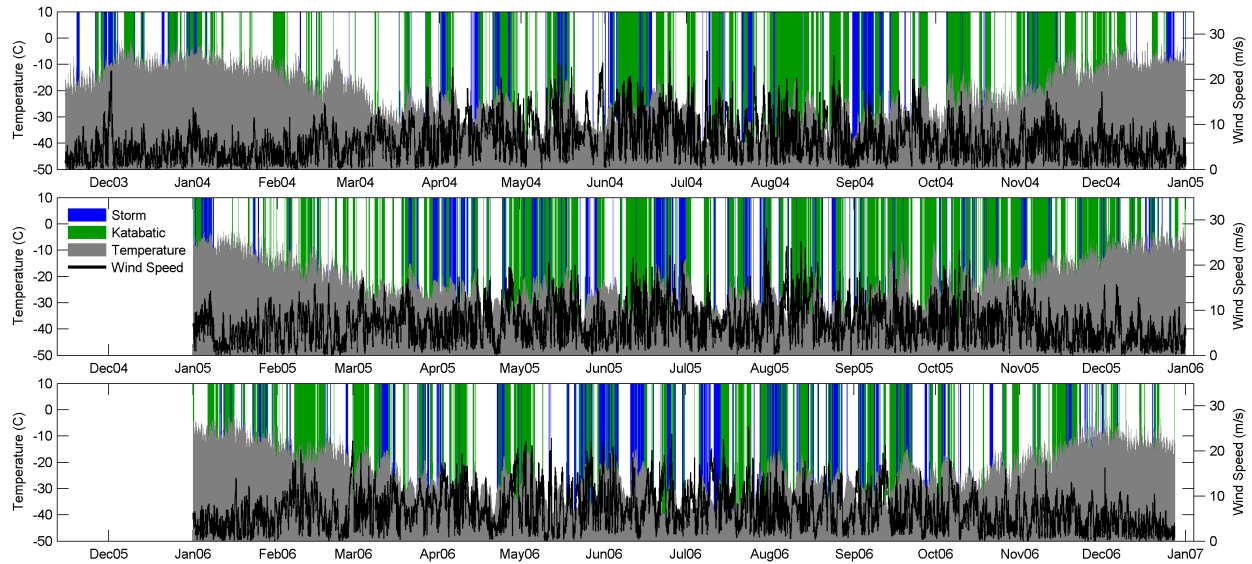 10
0
-10
-20
-30
-40
-50
Temperature (C)
30
20
10
0
Wind Speed (m/s)
Dec03 Jan04 Feb04 Mar04 Apr04 May04 Jun04 Jul04 Aug04 Sep04 Oct04 Nov04 Dec04 Jan05
10
0
-10
-20
-30
-40
-50
Temperature (C)
Storm
Katabatic
Temperature
Wind Speed
30
20
10
0
Wind Speed (m/s)
Dec04 Jan05 Feb05 Mar05 Apr05 May05 Jun05 Jul05 Aug05 Sep05 Oct05 Nov05 Dec05 Jan06
10
0
-10
-20
-30
-40
-50
Temperature (C)
30
20
10
0
Wind Speed (m/s)
Dec05 Jan06 Feb06 Mar06 Apr06 May06 Jun06 Jul06 Aug06 Sep06 Oct06 Nov06 Dec06 Jan07